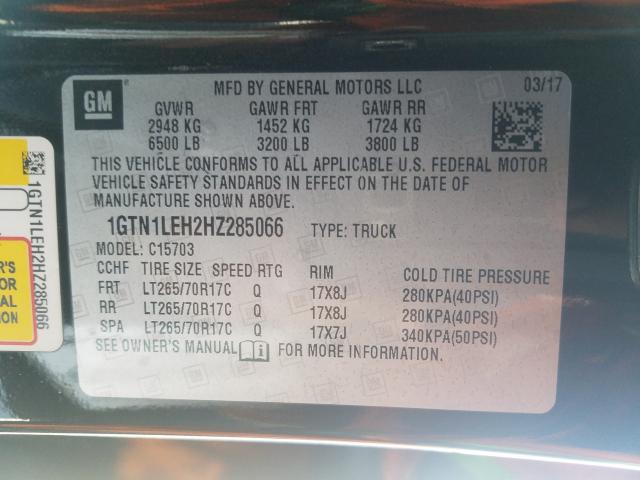 GM
MFD BY GENERAL MOTORS LLC 03/17
GVWR GAWR FRT GAWR RR
2948 KG 1452 KG 1724 KG
6500 LB 3200 LB 3800 LB
THIS VEHICLE CONFORMS TO ALL APPLICABLE U.S. FEDERAL MOTOR
VEHICLE SAFETY STANDARDS IN EFFECT ON THE DATE OF
MANUFACTURE SHOWN ABOVE.
1GTN1LEH2HZ285066 TYPE: TRUCK
MODEL: C15703
CCHF TIRE SIZE SPEED RTG RIM COLD TIRE PRESSURE
FRT LT265/70R17C Q 17X8J 280KPA(40PSI)
RR LT265/70R17C Q 17X8J 280KPA(40PSI)
SPA LT265/70R17C Q 17X7J 340KPA(50PSI)
SEE OWNER'S MANUAL i FOR MORE INFORMATION.
1GTN1LEH2HZ285066
R'S
FOR
AL
ION